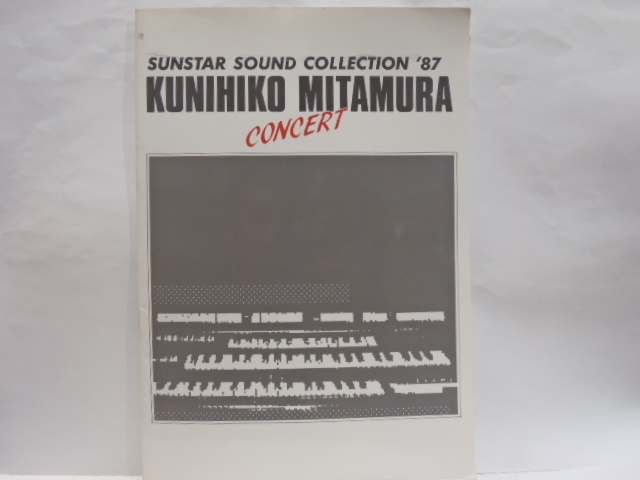 SUNSTAR SOUND COLLECTION '87
KUNIHIKO MITAMURA
CONCERT